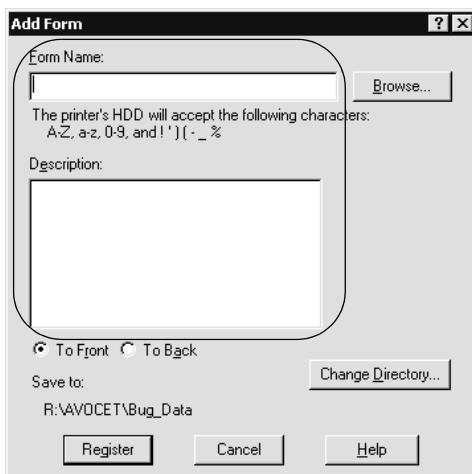 Add Form
Form Name:
Browse...
The printer's HDD will accept the following characters:
A-Z, a-z, 0-9, and ! ' ) ( - _ %
Description:
To Front To Back
Change Directory...
Save to:
R:\AVOCET\Bug_Data
Register Cancel Help